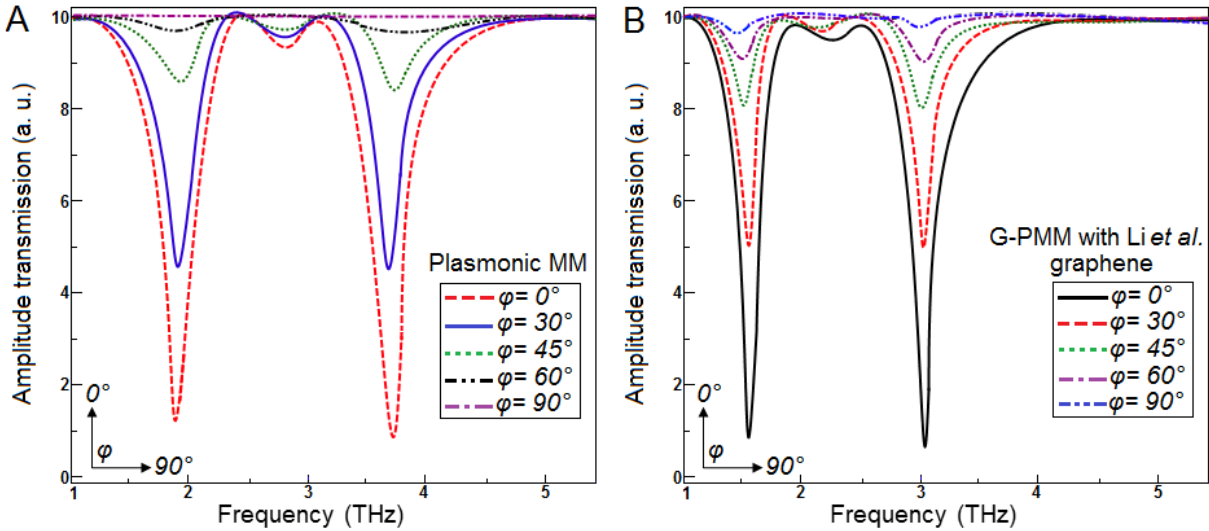 A
Amplitude transmission (a. u.)
10
8
6
4
2
0
Plasmonic MM
φ= 0°
φ= 30°
φ= 45°
φ= 60°
φ= 90°
0°
φ
90°
1 2 3 4 5
Frequency (THz)
B
Amplitude transmission (a. u.)
10
8
6
4
2
0
G-PMM with Li et al.
graphene
φ= 0°
φ= 30°
φ= 45°
φ= 60°
φ= 90°
0°
φ
90°
1 2 3 4 5
Frequency (THz)